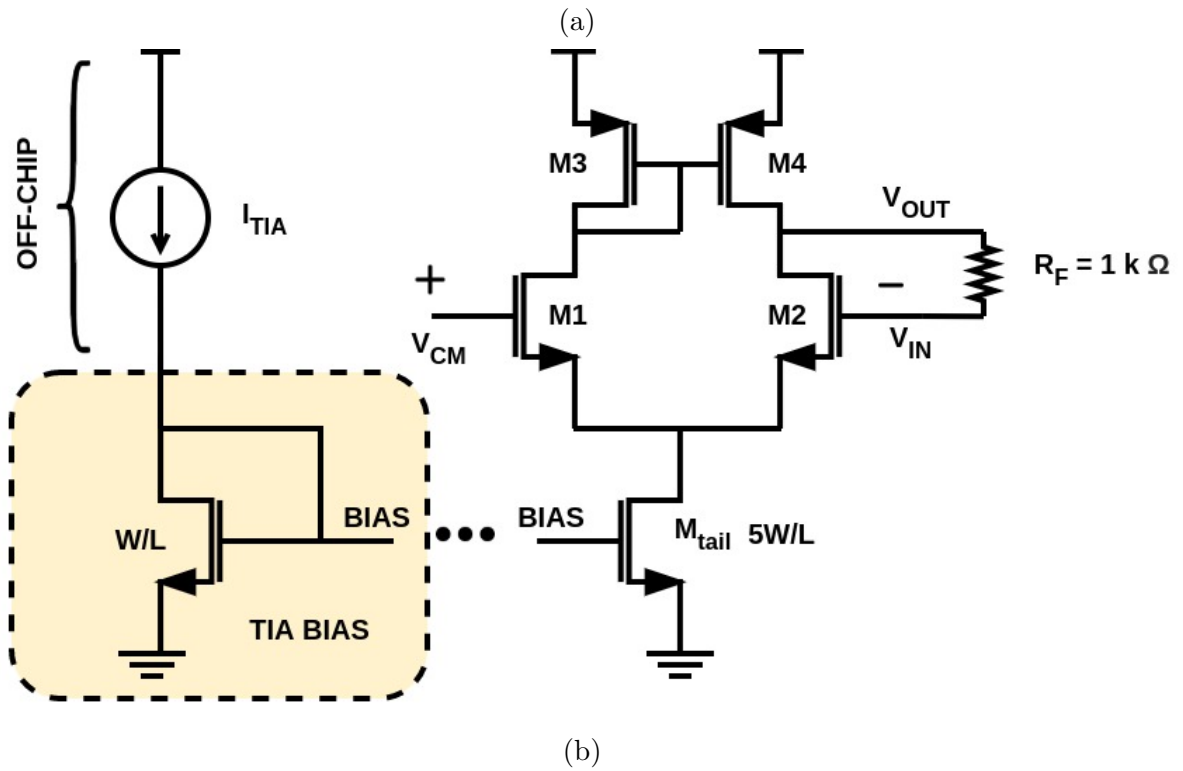 (a)
OFF-CHIP
I_TIA
M3
M4
V_OUT
R_F = 1 k Ω
+
V_CM
M1
M2
−
V_IN
W/L
BIAS
BIAS
M_tail 5W/L
TIA BIAS
(b)